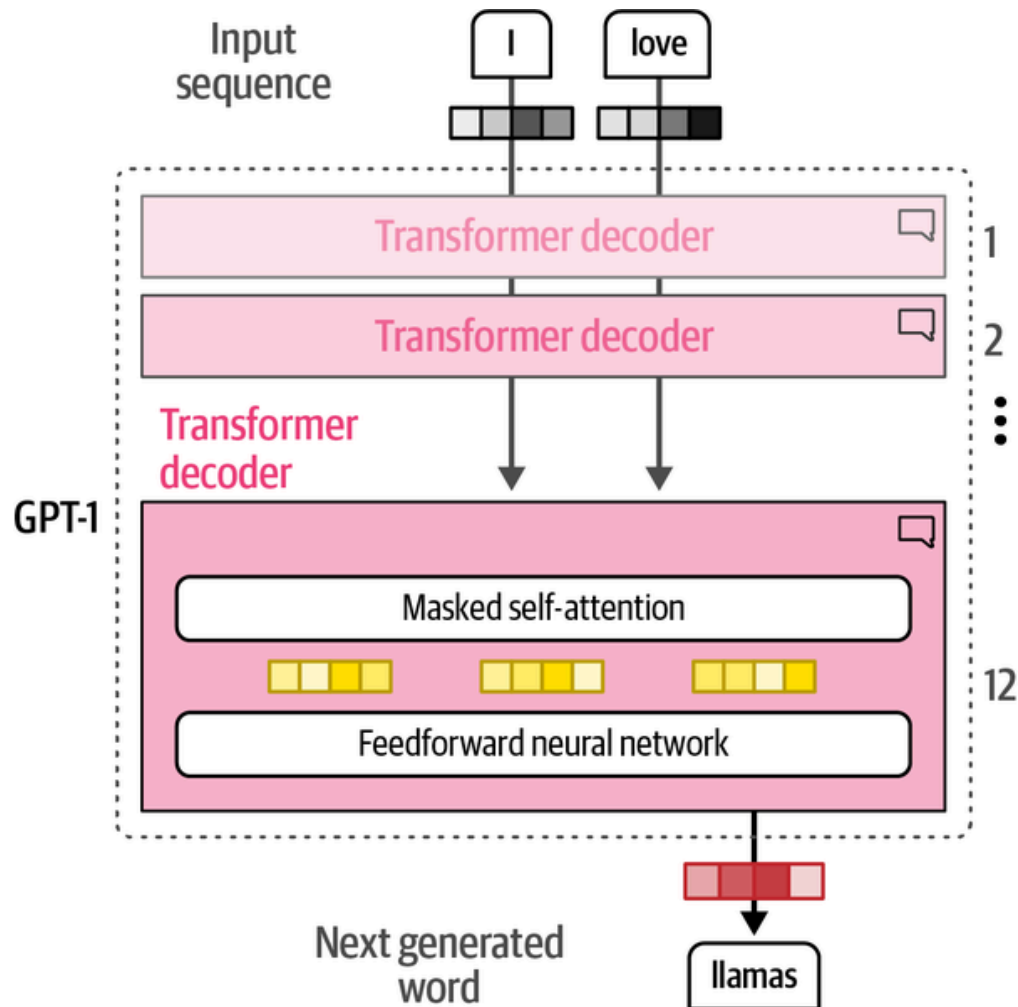 Input
sequence
I
love
Transformer decoder
1
Transformer decoder
2
Transformer
decoder
GPT-1
Masked self-attention
12
Feedforward neural network
Next generated
word
llamas